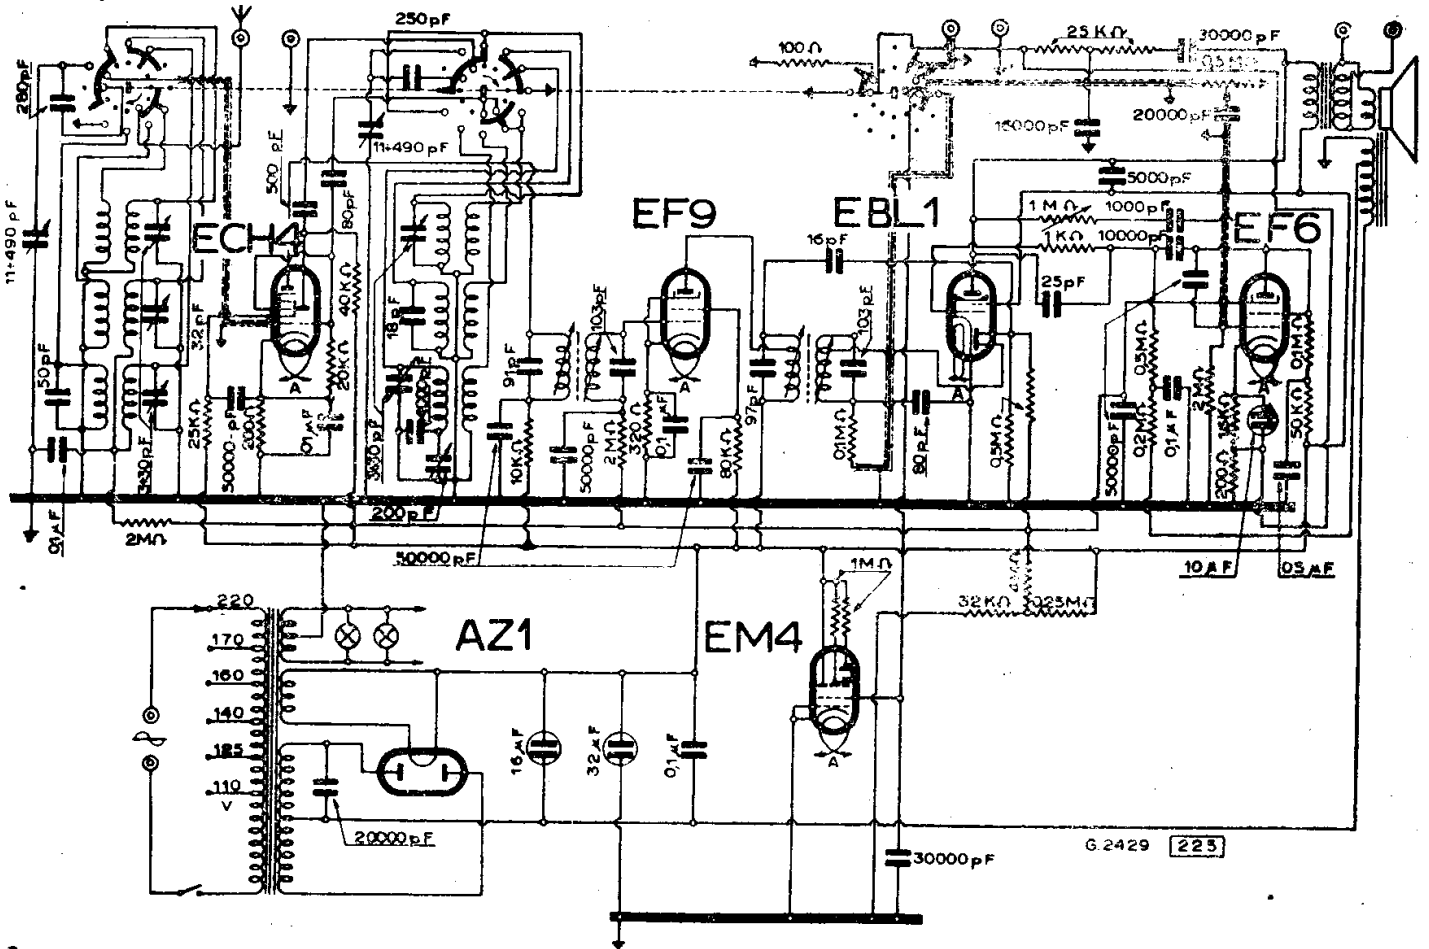 250pF
280pF
100Ω
25KΩ
30000pF
0,5MΩ
20000pF
16000pF
11÷490pF
500pF
80pF
5000pF
11÷490pF
ECH4
EF9
EBL1
EF6
1MΩ
1000pF
1KΩ
10000pF
16pF
25pF
40KΩ
32pF
18pF
103pF
103pF
50pF
20KΩ
91pF
97pF
0,5MΩ
2MΩ
0,1MΩ
A
A
A
25KΩ
50000pF
200Ω
0,1µF
10KΩ
50000pF
2MΩ
320Ω
0,1µF
80KΩ
0,1MΩ
80pF
0,5MΩ
50000pF
0,2MΩ
0,1µF
200Ω
50KΩ
0,1µF
2MΩ
200pF
50000pF
10µF
0,5µF
1MΩ
32KΩ
0,25MΩ
220
170
160
140
125
110
V
AZ1
EM4
A
16µF
32µF
0,1µF
20000pF
30000pF
G.2429
225